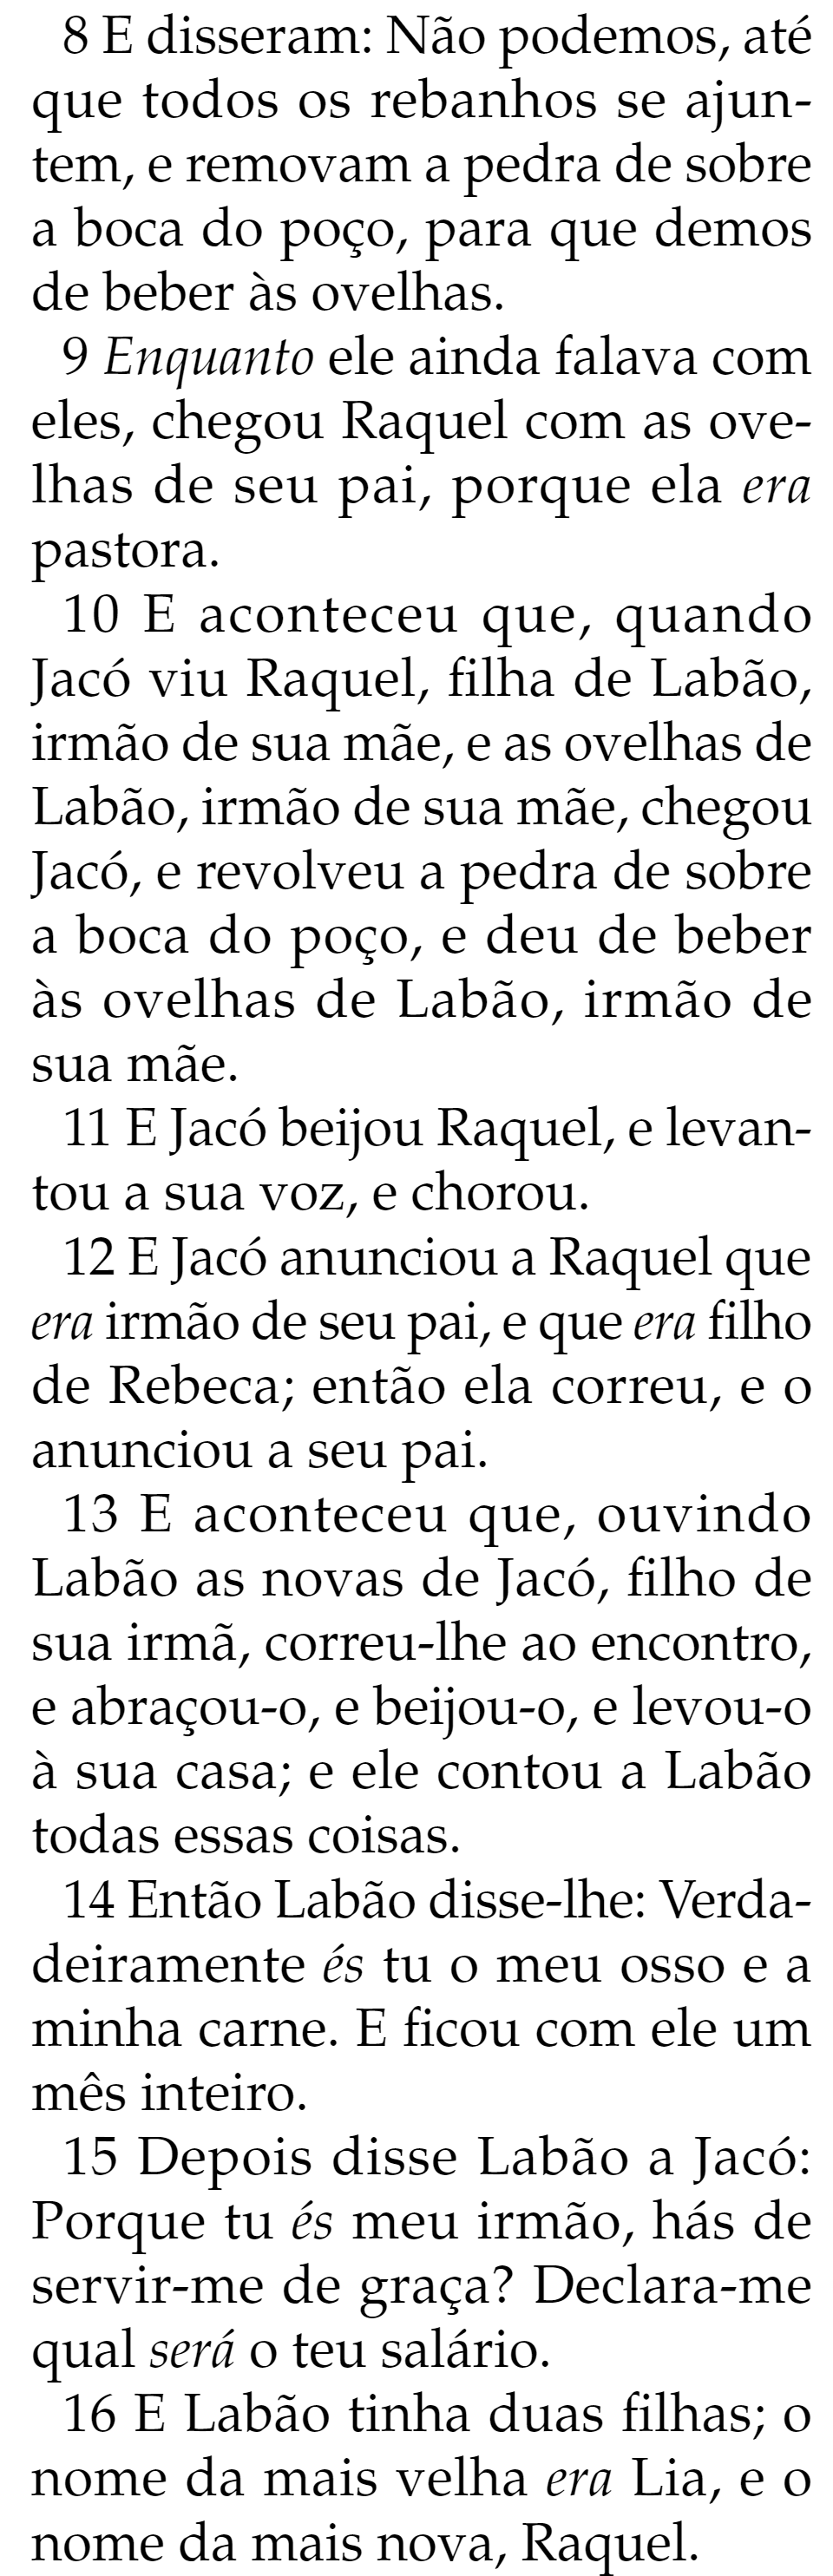 8 E disseram: Não podemos, até
que todos os rebanhos se ajun-
tem, e removam a pedra de sobre
a boca do poço, para que demos
de beber às ovelhas.
9 Enquanto ele ainda falava com
eles, chegou Raquel com as ove-
lhas de seu pai, porque ela era
pastora.
10 E aconteceu que, quando
Jacó viu Raquel, filha de Labão,
irmão de sua mãe, e as ovelhas de
Labão, irmão de sua mãe, chegou
Jacó, e revolveu a pedra de sobre
a boca do poço, e deu de beber
às ovelhas de Labão, irmão de
sua mãe.
11 E Jacó beijou Raquel, e levan-
tou a sua voz, e chorou.
12 E Jacó anunciou a Raquel que
era irmão de seu pai, e que era filho
de Rebeca; então ela correu, e o
anunciou a seu pai.
13 E aconteceu que, ouvindo
Labão as novas de Jacó, filho de
sua irmã, correu-lhe ao encontro,
e abraçou-o, e beijou-o, e levou-o
à sua casa; e ele contou a Labão
todas essas coisas.
14 Então Labão disse-lhe: Verda-
deiramente és tu o meu osso e a
minha carne. E ficou com ele um
mês inteiro.
15 Depois disse Labão a Jacó:
Porque tu és meu irmão, hás de
servir-me de graça? Declara-me
qual será o teu salário.
16 E Labão tinha duas filhas; o
nome da mais velha era Lia, e o
nome da mais nova, Raquel.